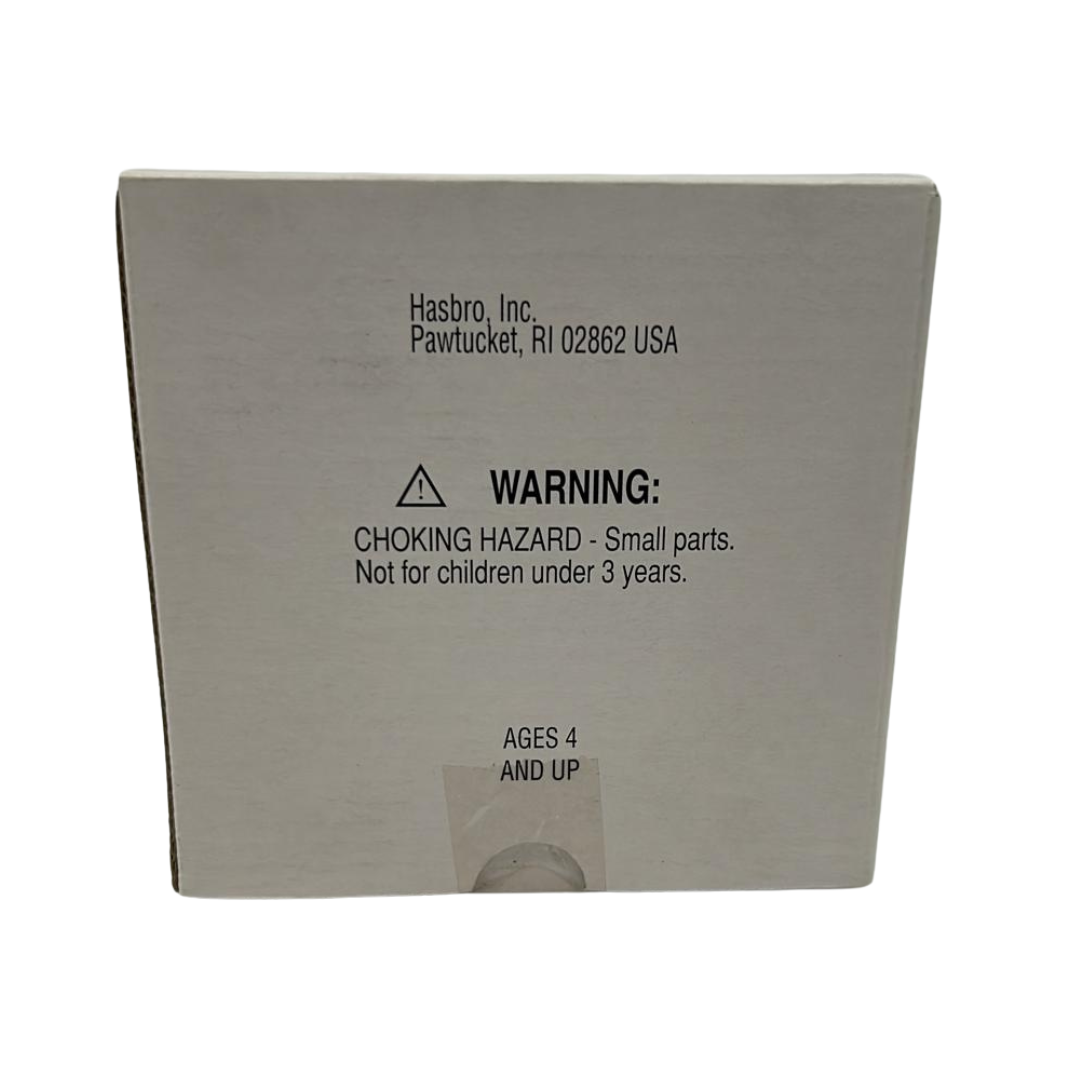 Hasbro, Inc.
Pawtucket, RI 02862 USA
WARNING:
CHOKING HAZARD - Small parts.
Not for children under 3 years.
AGES 4
AND UP